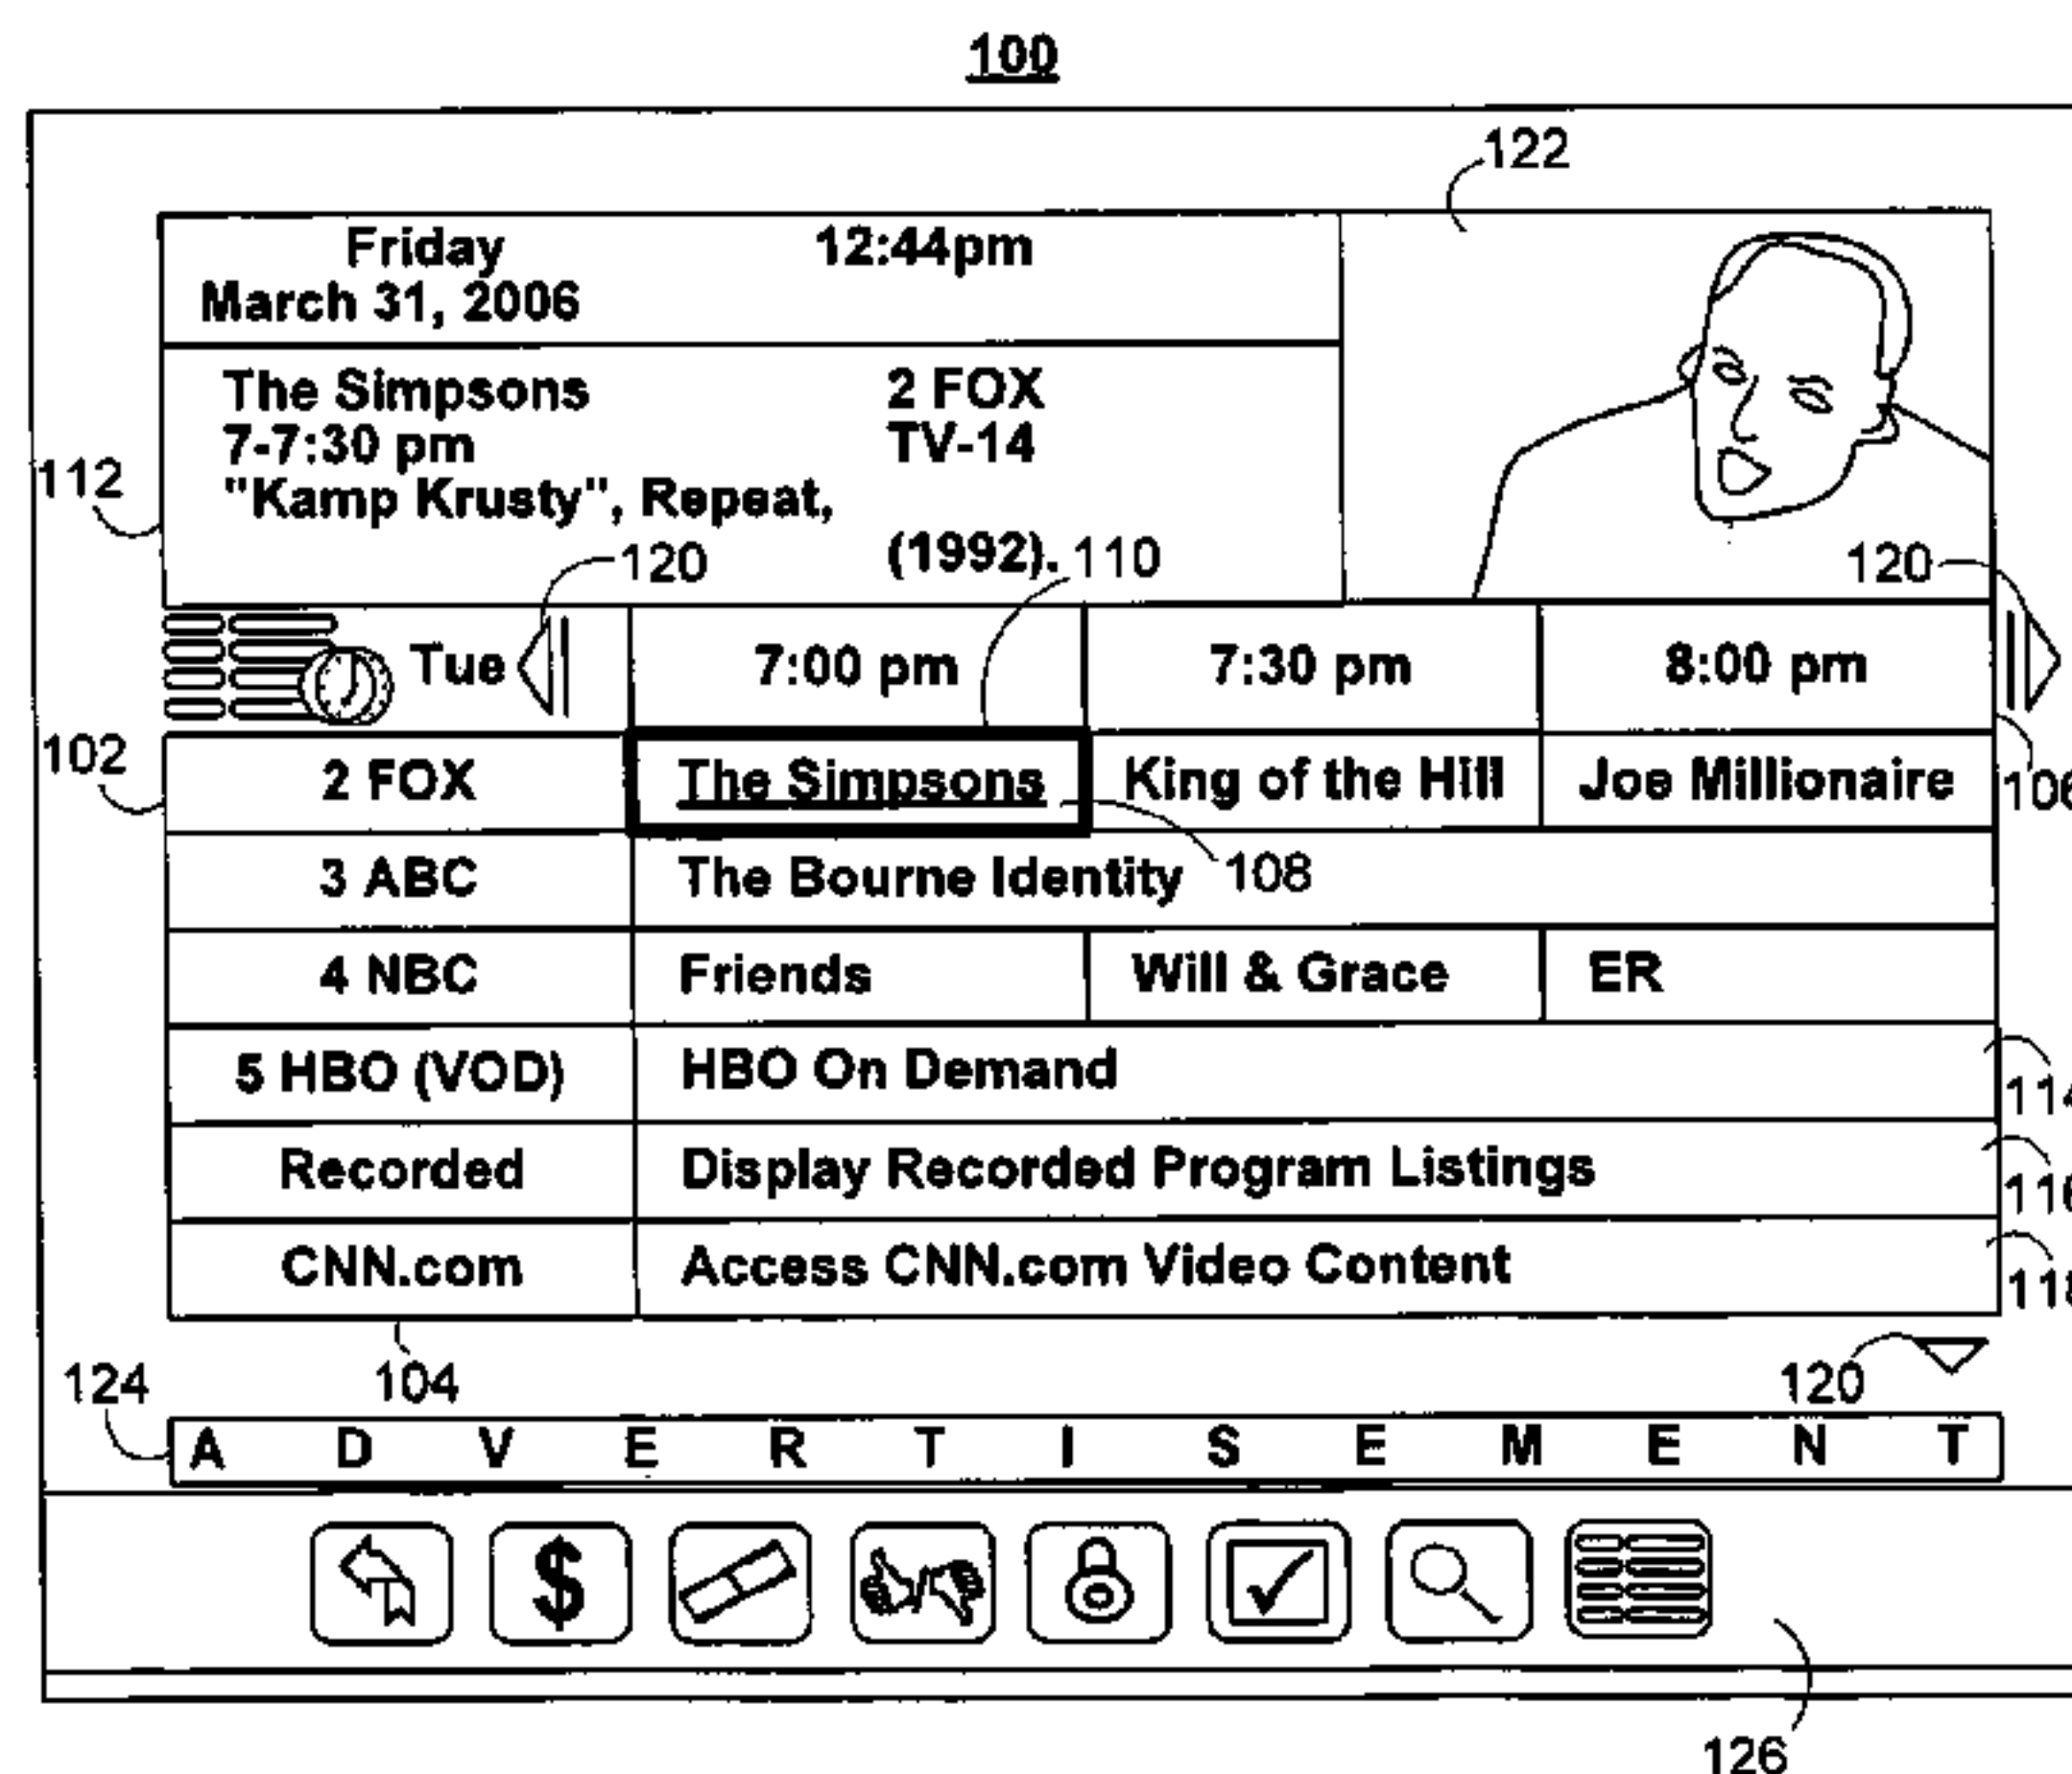 100
122
Friday 12:44pm
March 31, 2006
The Simpsons 2 FOX
7-7:30 pm TV-14
112
"Kamp Krusty", Repeat,
120 (1992). 110 120
Tue 7:00 pm 7:30 pm 8:00 pm
102
2 FOX The Simpsons King of the Hill Joe Millionaire
106
3 ABC The Bourne Identity 108
4 NBC Friends Will & Grace ER
5 HBO (VOD) HBO On Demand
114
Recorded Display Recorded Program Listings
116
CNN.com Access CNN.com Video Content
118
124 104 120
A D V E R T I S E M E N T
$
126